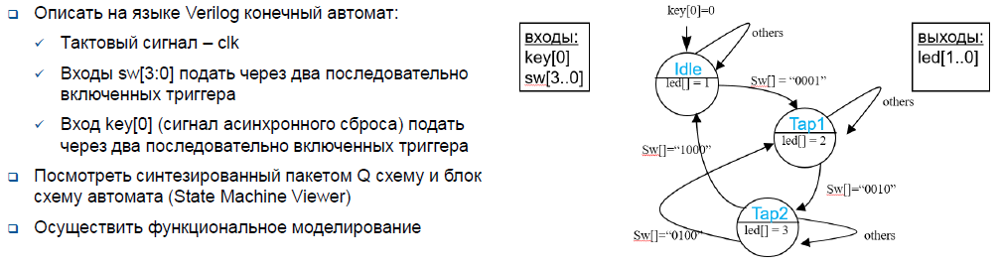 Описать на языке Verilog конечный автомат:
Тактовый сигнал – clk
Входы sw[3:0] подать через два последовательно
включенных триггера
Вход key[0] (сигнал асинхронного сброса) подать
через два последовательно включенных триггера
Посмотреть синтезированный пакетом Q схему и блок
схему автомата (State Machine Viewer)
Осуществить функциональное моделирование
входы:
key[0]
sw[3..0]
key[0]=0
others
Idle
led[] = 1
Sw[] = “0001”
выходы:
led[1..0]
Tap1
led[] = 2
others
Sw[]=“1000”
Sw[]=“0010”
Tap2
led[] = 3
Sw[]=“0100”
others